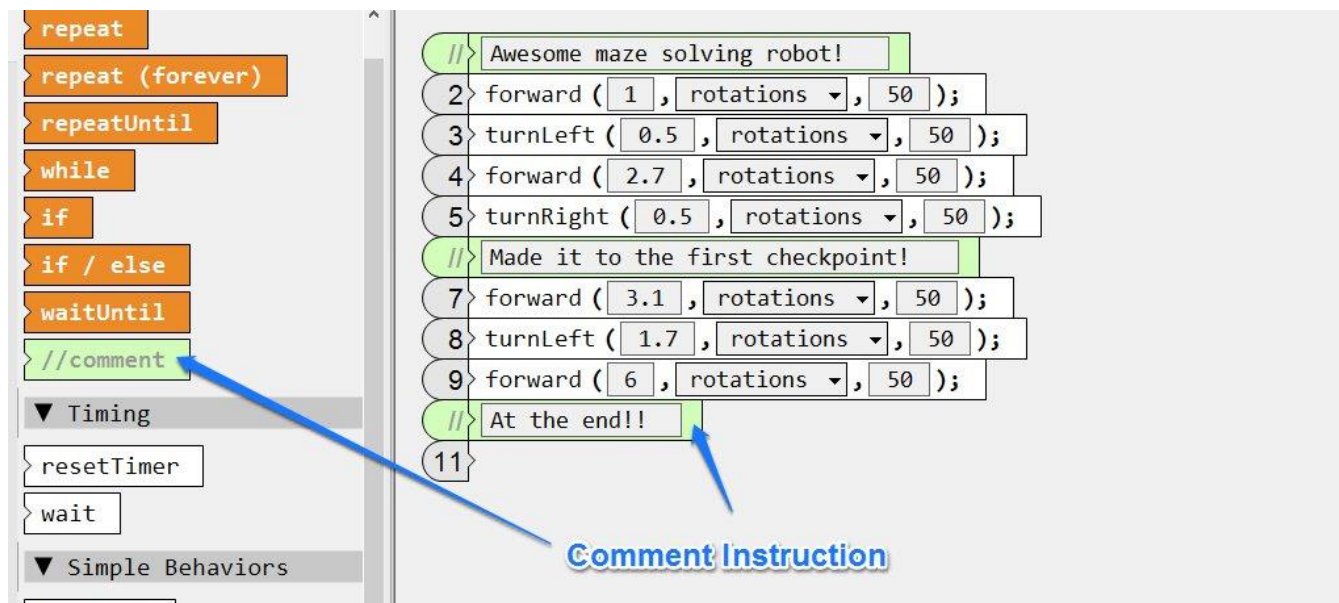 repeat
repeat (forever)
repeatUntil
while
if
if / else
waitUntil
//comment
▼ Timing
resetTimer
wait
▼ Simple Behaviors
// Awesome maze solving robot!
2 forward ( 1 , rotations ▾, 50 );
3 turnLeft ( 0.5 , rotations ▾, 50 );
4 forward ( 2.7 , rotations ▾, 50 );
5 turnRight ( 0.5 , rotations ▾, 50 );
// Made it to the first checkpoint!
7 forward ( 3.1 , rotations ▾, 50 );
8 turnLeft ( 1.7 , rotations ▾, 50 );
9 forward ( 6 , rotations ▾, 50 );
// At the end!!
11
Comment Instruction